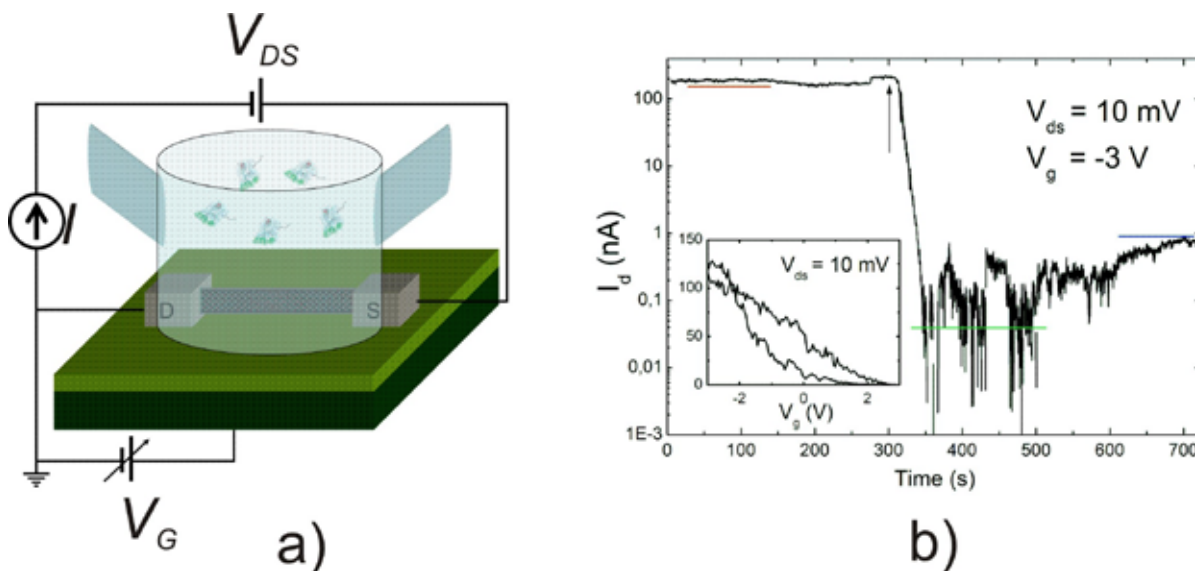 V_DS
I
D
S
V_G
a)
b)
I_d (nA)
100
10
1
0,1
0,01
1E-3
0
100
200
300
400
500
600
700
Time (s)
V_ds = 10 mV
V_g = -3 V
150
100
75
50
25
0
V_ds = 10 mV
-2
0
2
V_g (V)